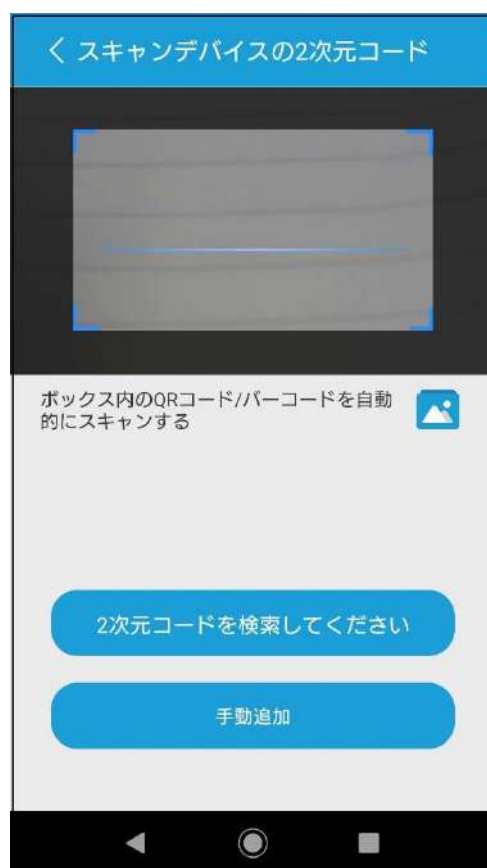 スキャンデバイスの2次元コード
ボックス内のQRコード/バーコードを自動
的にスキャンする
2次元コードを検索してください
手動追加